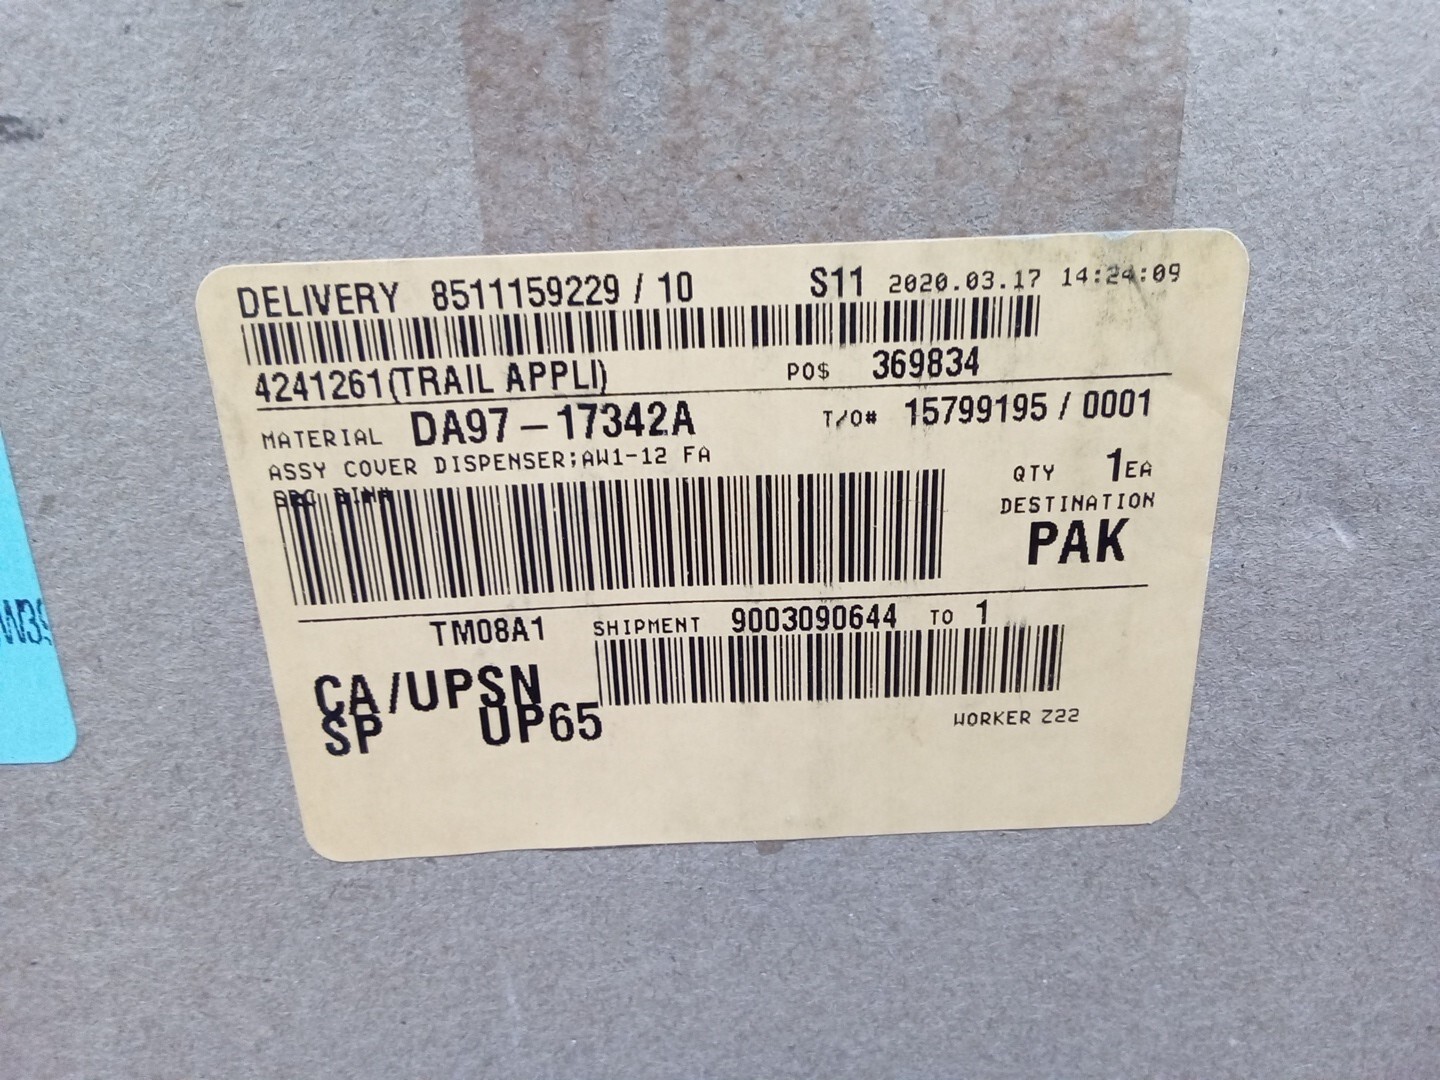 DELIVERY 8511159229 / 10 S11 2020.03.17 14:24:09
4241261(TRAIL APPLI) PO$ 369834
MATERIAL DA97-17342A T/O# 15799195 / 0001
ASSY COVER DISPENSER;AW1-12 FA
QTY 1EA
SRC BIN#
DESTINATION
PAK
TM08A1 SHIPMENT 9003090644 TO 1
CA/UPSN
SP UP65
WORKER Z22